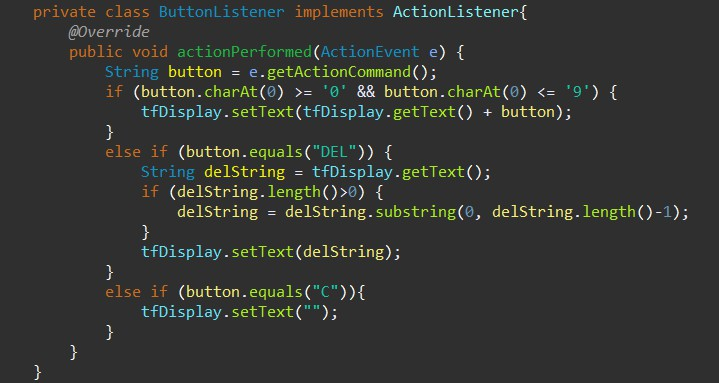 private class ButtonListener implements ActionListener{
@Override
public void actionPerformed(ActionEvent e) {
String button = e.getActionCommand();
if (button.charAt(0) >= '0' && button.charAt(0) <= '9') {
tfDisplay.setText(tfDisplay.getText() + button);
}
else if (button.equals("DEL")) {
String delString = tfDisplay.getText();
if (delString.length()>0) {
delString = delString.substring(0, delString.length()-1);
}
tfDisplay.setText(delString);
}
else if (button.equals("C")){
tfDisplay.setText("");
}
}
}